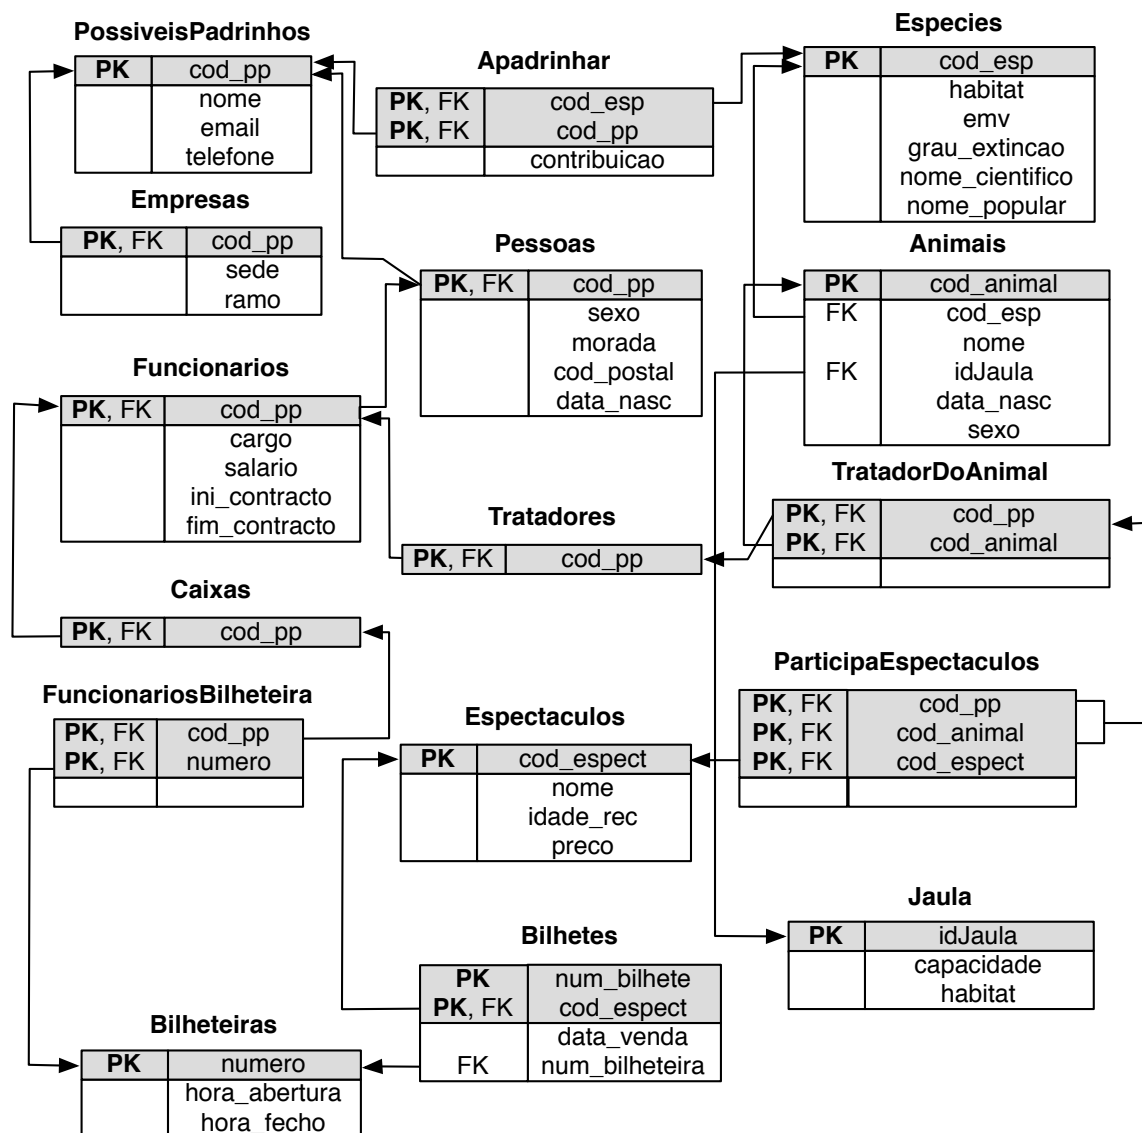 PossiveisPadrinhos
PK cod_pp
nome
email
telefone
Apadrinhar
PK, FK cod_esp
PK, FK cod_pp
contribuicao
Especies
PK cod_esp
habitat
emv
grau_extincao
nome_cientifico
nome_popular
Empresas
PK, FK cod_pp
sede
ramo
Pessoas
PK, FK cod_pp
sexo
morada
cod_postal
data_nasc
Animais
PK cod_animal
FK cod_esp
nome
FK idJaula
data_nasc
sexo
Funcionarios
PK, FK cod_pp
cargo
salario
ini_contracto
fim_contracto
Tratadores
PK, FK cod_pp
TratadorDoAnimal
PK, FK cod_pp
PK, FK cod_animal
Caixas
PK, FK cod_pp
FuncionariosBilheteira
PK, FK cod_pp
PK, FK numero
Espectaculos
PK cod_espect
nome
idade_rec
preco
ParticipaEspectaculos
PK, FK cod_pp
PK, FK cod_animal
PK, FK cod_espect
Jaula
PK idJaula
capacidade
habitat
Bilhetes
PK num_bilhete
PK, FK cod_espect
data_venda
FK num_bilheteira
Bilheteiras
PK numero
hora_abertura
hora_fecho